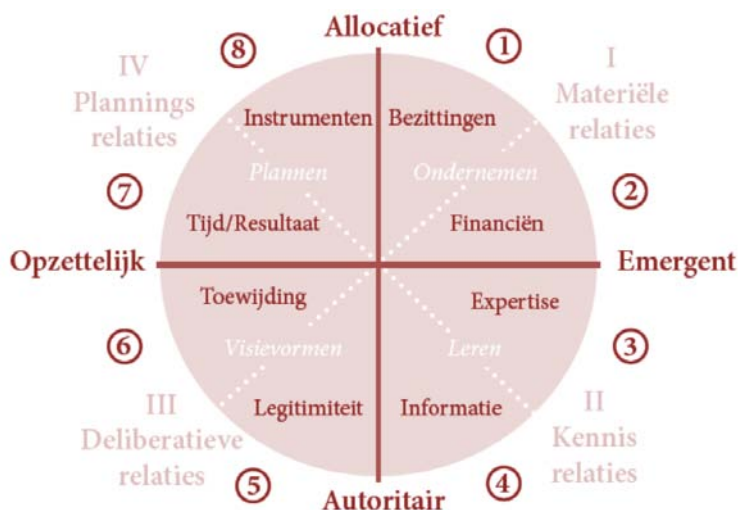 Allocatief
8
1
IV
Plannings
relaties
I
Materiële
relaties
Instrumenten
Bezittingen
Plannen
Ondernemen
7
2
Tijd/Resultaat
Financiën
Opzettelijk
Emergent
Toewijding
Expertise
6
3
Visievormen
Leren
III
Deliberatieve
relaties
II
Kennis
relaties
Legitimiteit
Informatie
5
4
Autoritair